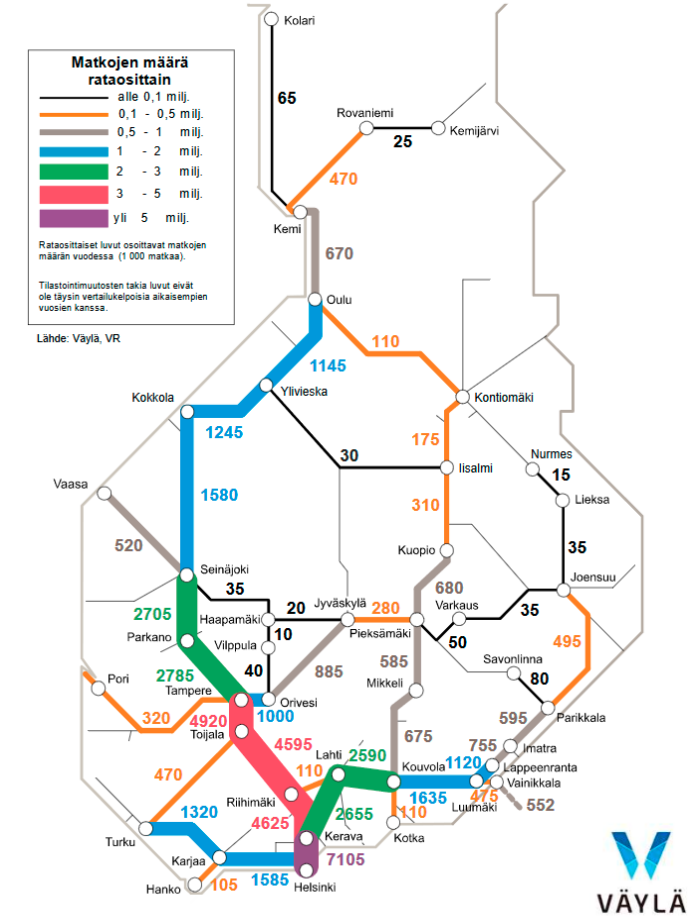 Matkojen määrä
rataosittain
alle 0,1 milj.
0,1 - 0,5 milj.
0,5 - 1 milj.
1 - 2 milj.
2 - 3 milj.
3 - 5 milj.
yli 5 milj.
Rataosittaiset luvut osoittavat matkojen
määrän vuodessa (1 000 matkaa).
Tilastointimuutosten takia luvut eivät
ole täysin vertailukelpoisia aikaisempien
vuosien kanssa.
Lähde: Väylä, VR
Kolari
65
Rovaniemi
25
Kemijärvi
470
Kemi
670
Oulu
110
1145
Ylivieska
Kokkola
1245
Kontiomäki
175
30
Iisalmi
Nurmes
15
Lieksa
Vaasa
1580
310
520
35
Kuopio
Seinäjoki
35
680
Joensuu
2705
Haapamäki
20
Jyväskylä
280
Varkaus
35
Parkano
10
Pieksämäki
50
Vilppula
495
2785
40
885
585
Savonlinna
80
Pori
Mikkeli
Tampere
1000
Orivesi
320
4920
595
Parikkala
Toijala
4595
675
755
Imatra
Lahti
2590
Kouvola
1120
Lappeenranta
470
110
1635
475
Vainikkala
Luumäki
552
Riihimäki
2655
110
1320
4625
Kotka
Turku
Kerava
Karjaa
7105
Hanko
105
1585
Helsinki
VÄYLÄ